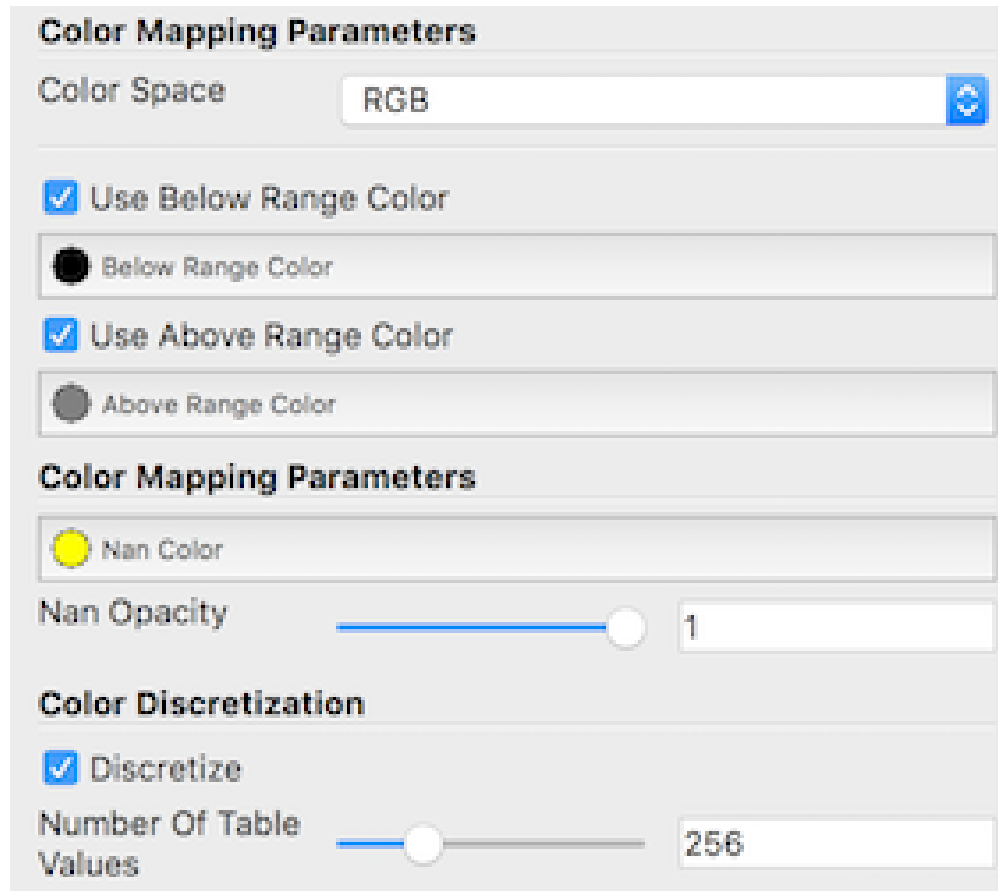 Color Mapping Parameters
Color Space RGB
Use Below Range Color
Below Range Color
Use Above Range Color
Above Range Color
Color Mapping Parameters
Nan Color
Nan Opacity 1
Color Discretization
Discretize
Number Of Table
Values 256